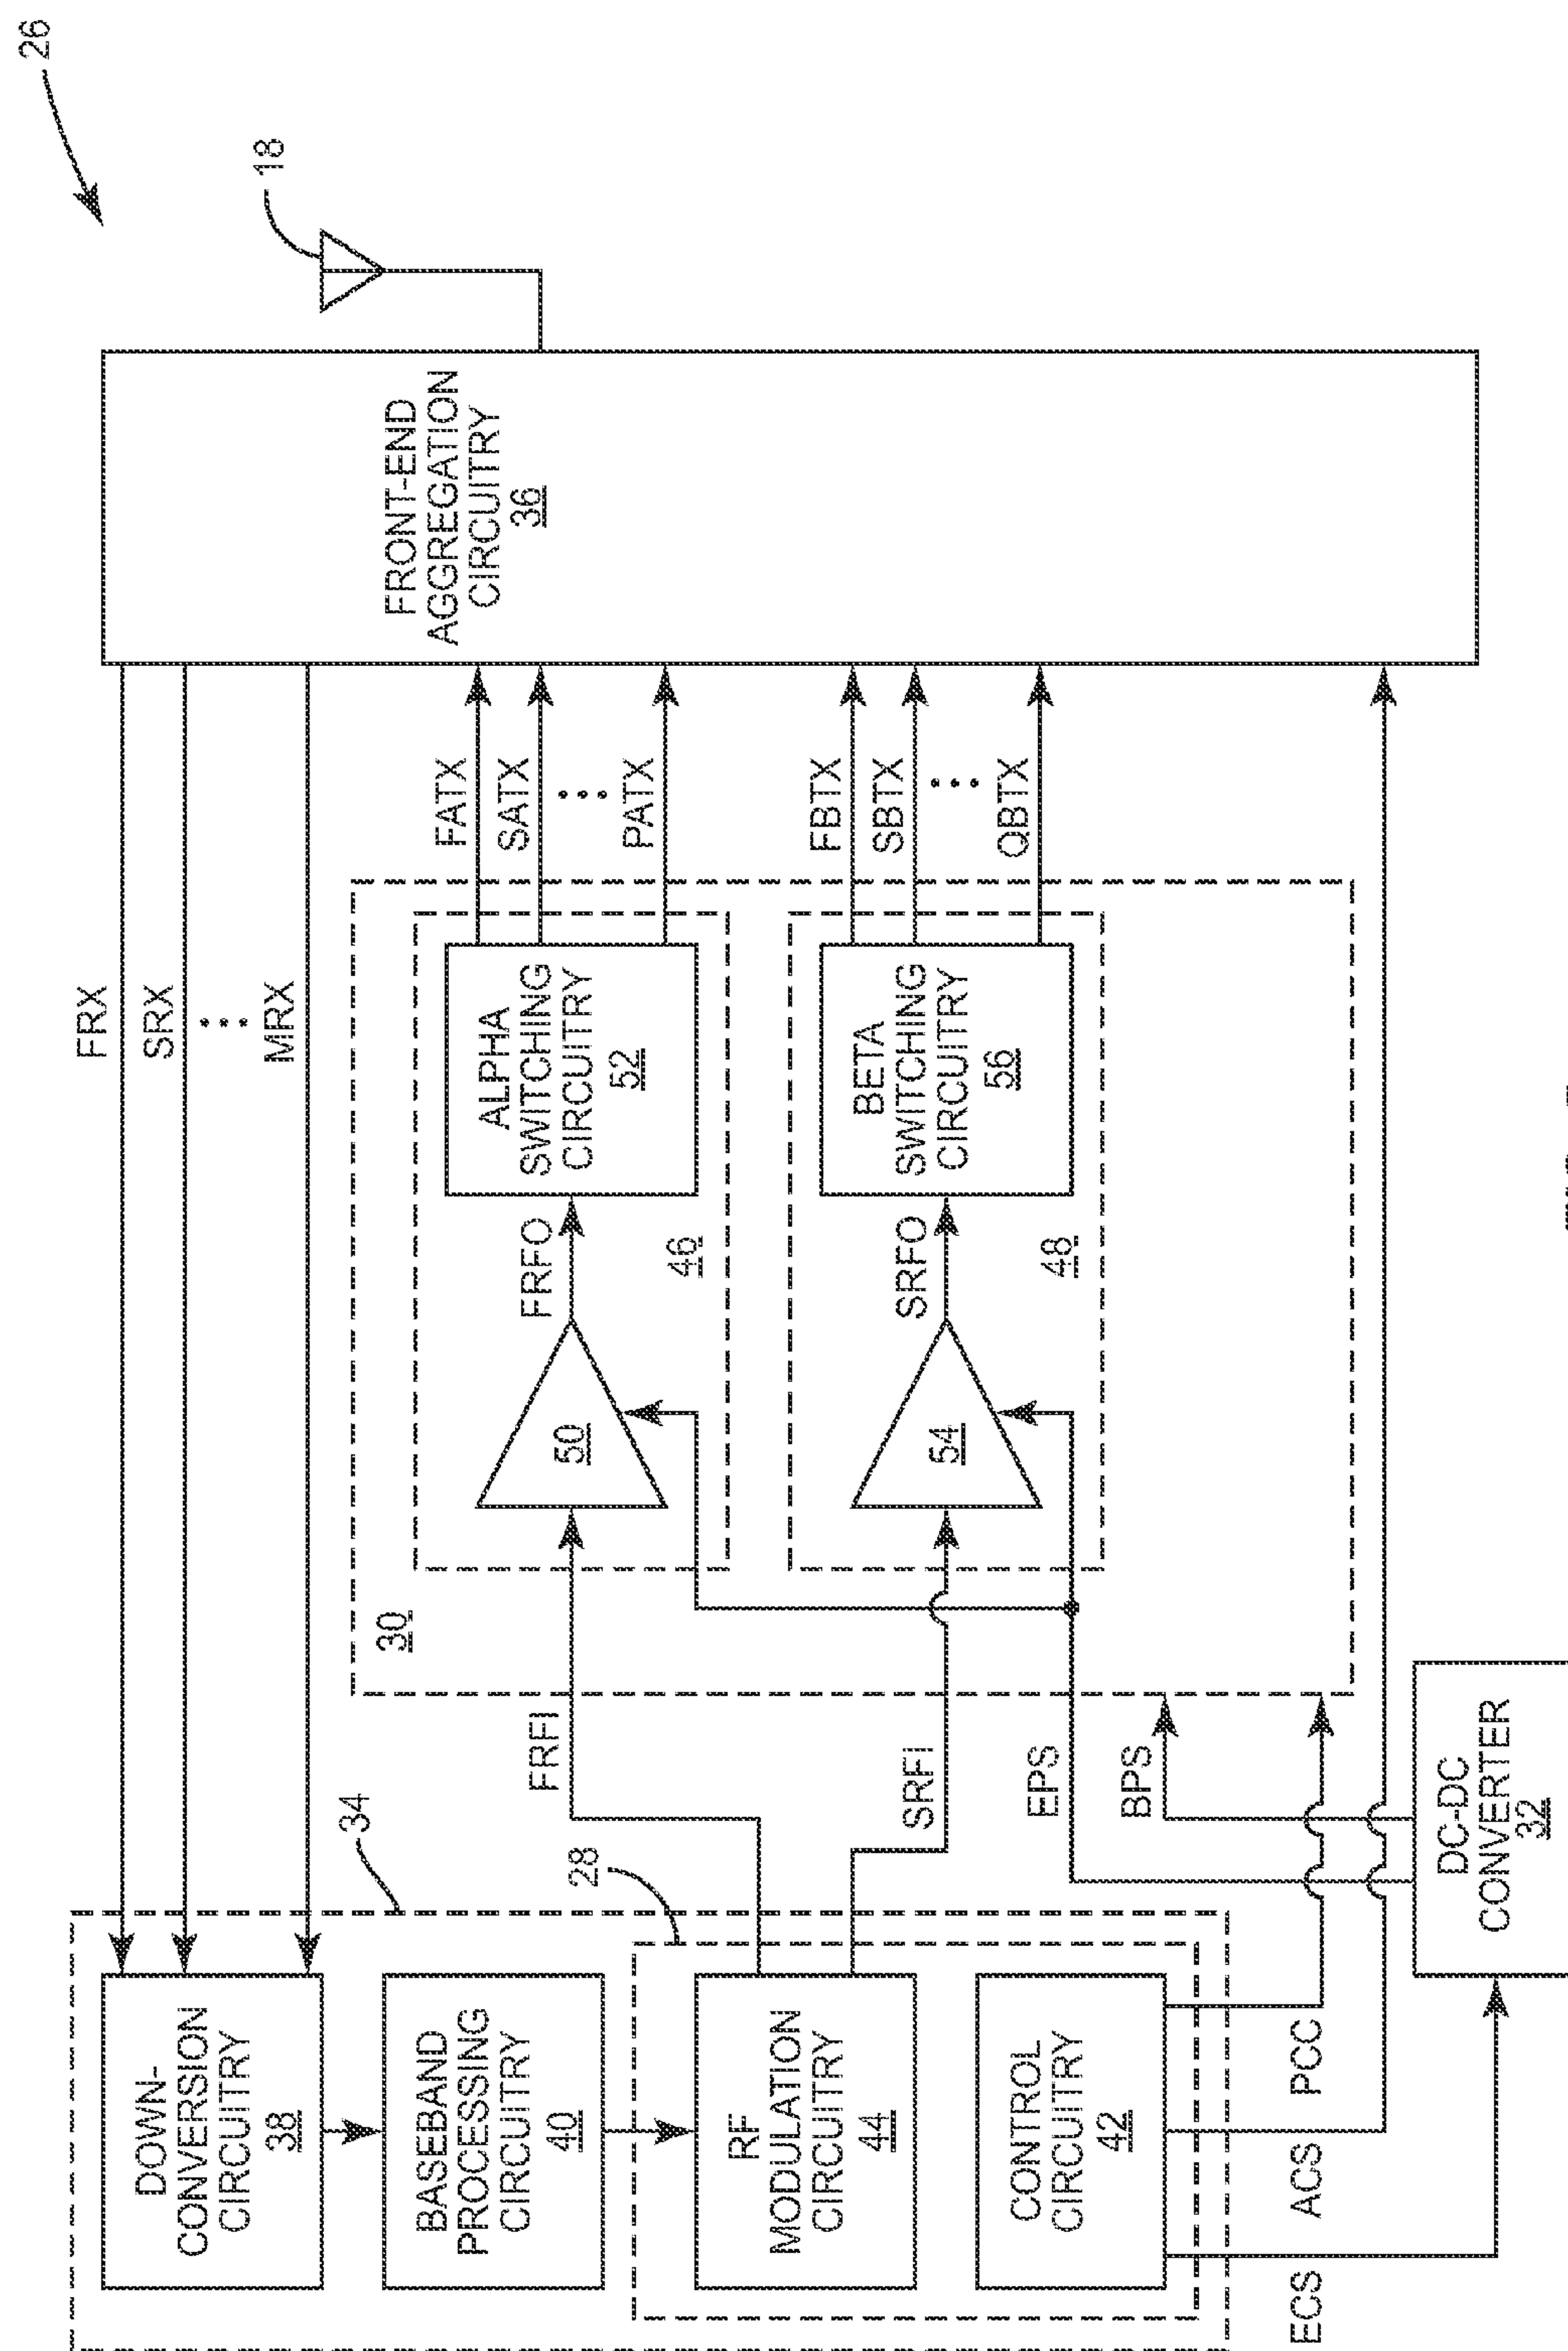 26
18
FRX
SRX
MRX
FRONT-END
AGGREGATION
CIRCUITRY
36
34
DOWN-
CONVERSION
CIRCUITRY
38
BASEBAND
PROCESSING
CIRCUITRY
40
28
RF
MODULATION
CIRCUITRY
44
CONTROL
CIRCUITRY
42
FRFI
SRFI
EPS
BPS
30
50
FRFO
46
ALPHA
SWITCHING
CIRCUITRY
52
FATX
SATX
PATX
54
SRFO
48
BETA
SWITCHING
CIRCUITRY
56
FBTX
SBTX
QBTX
ECS
ACS
PCC
DC-DC
CONVERTER
32